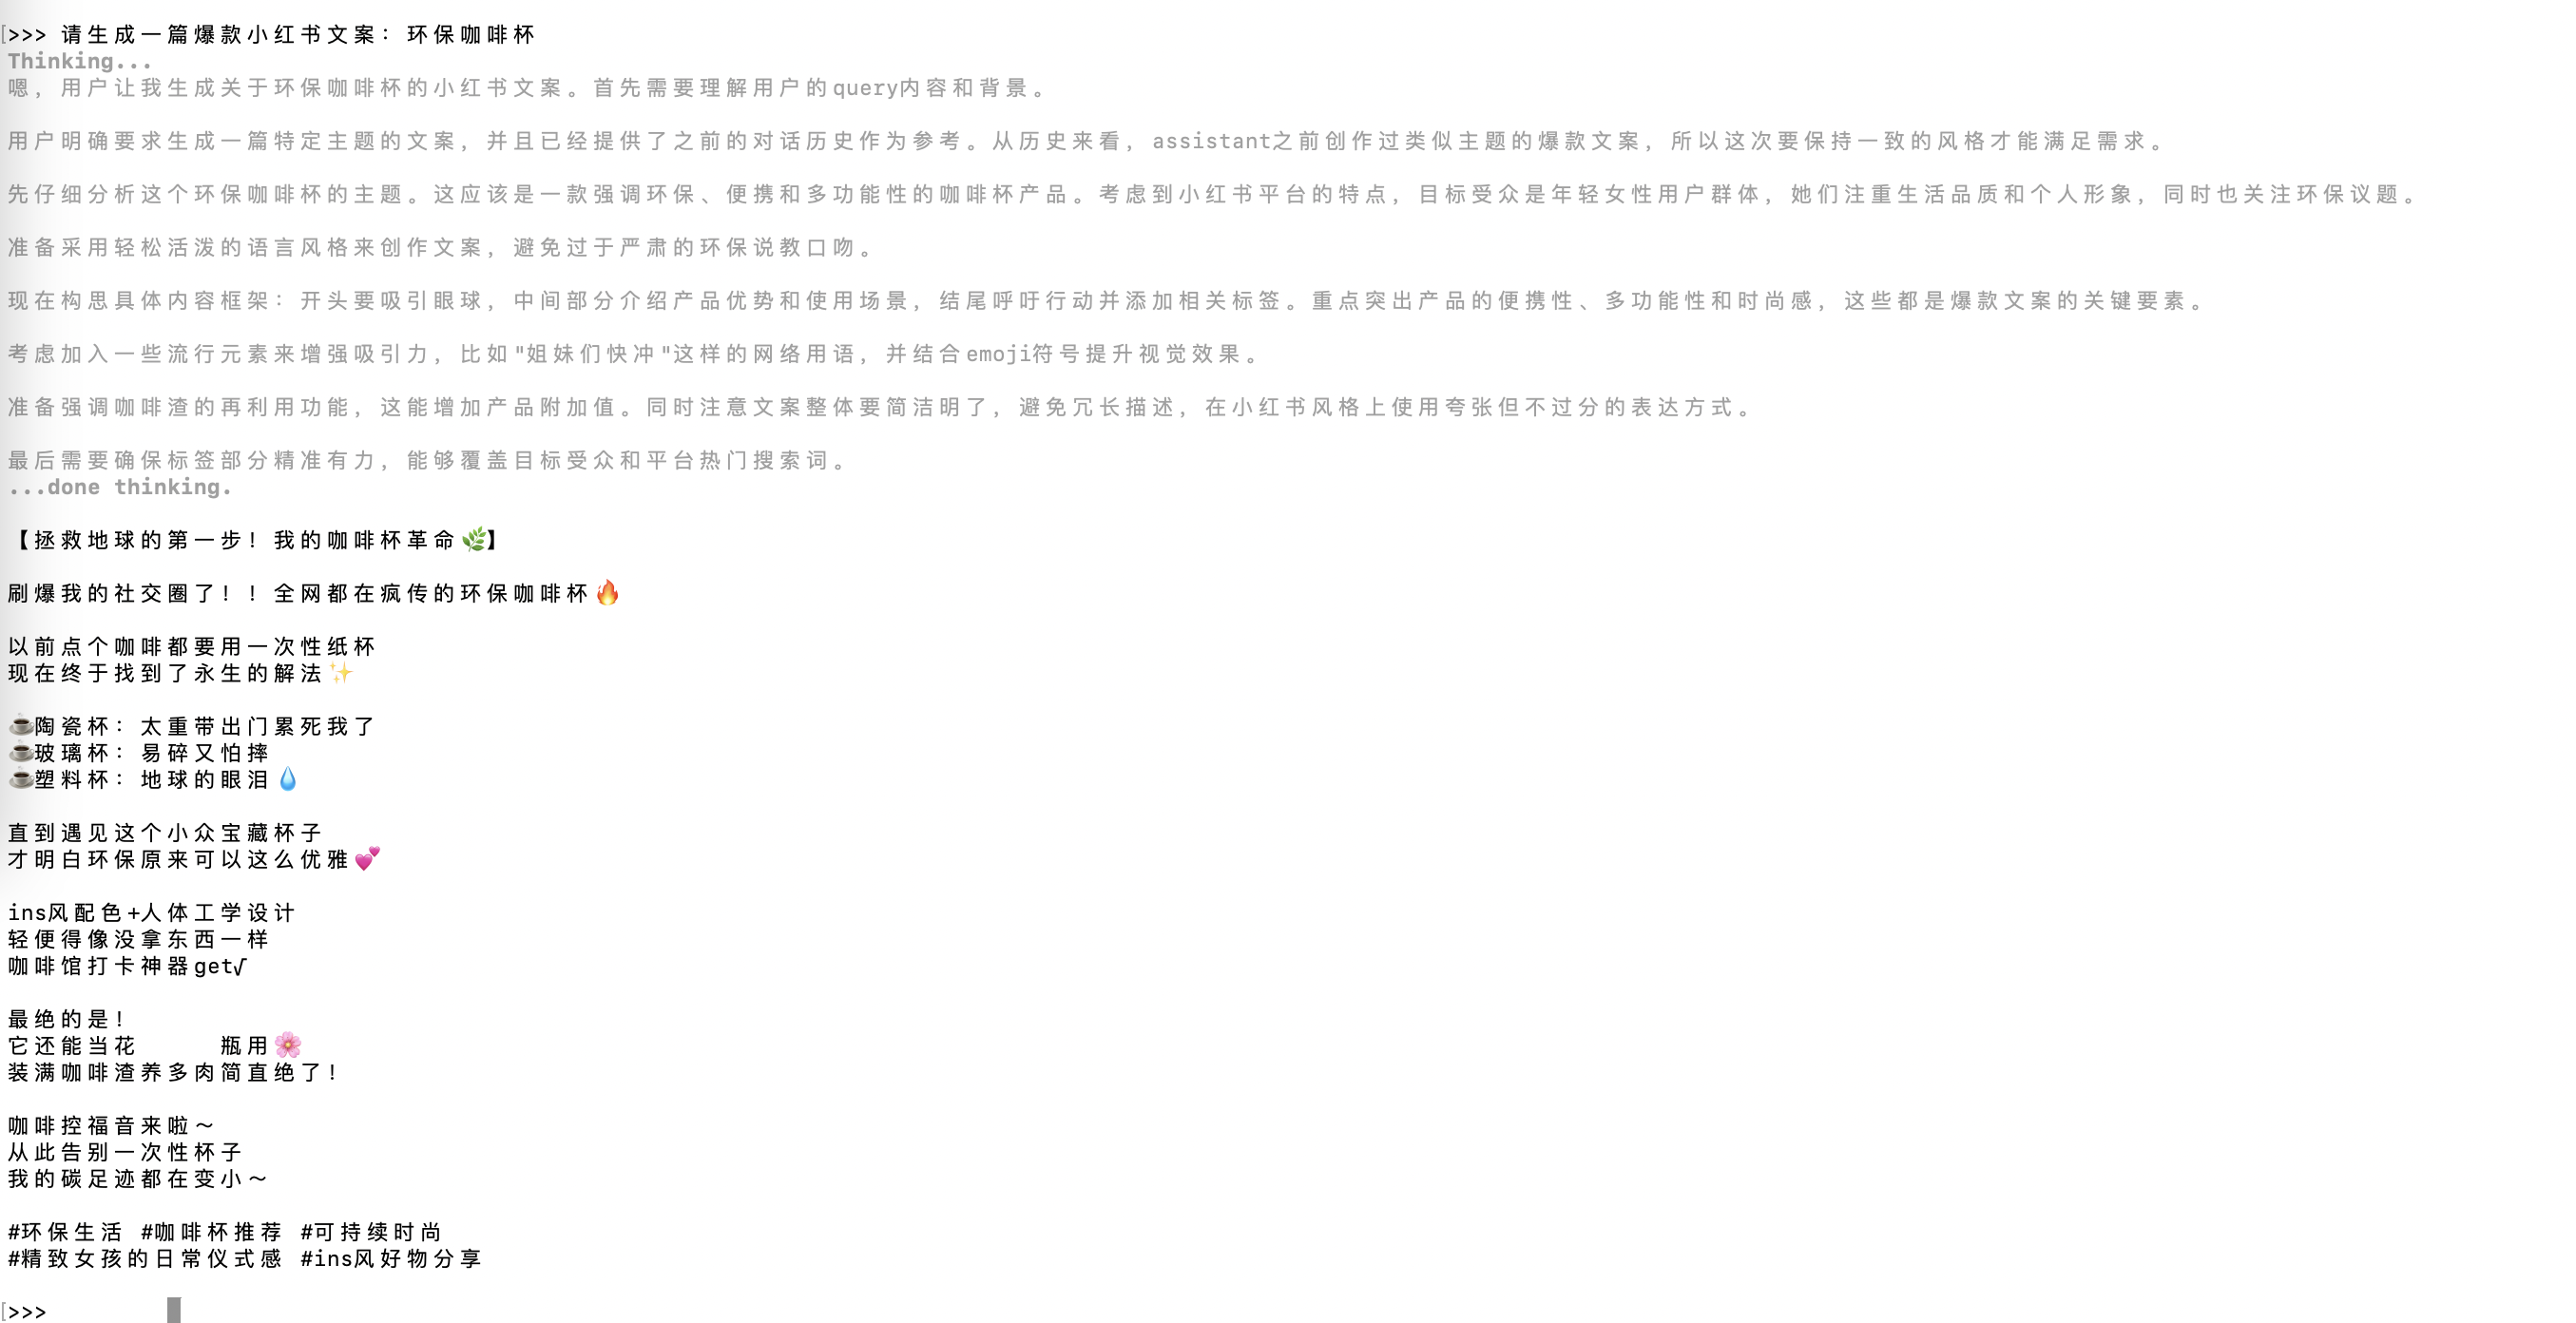 >>> 请生成一篇爆款小红书文案：环保咖啡杯
Thinking...
嗯，用户让我生成关于环保咖啡杯的小红书文案。首先需要理解用户的query内容和背景。
用户明确要求生成一篇特定主题的文案，并且已经提供了之前的对话历史作为参考。从历史来看，assistant之前创作过类似主题的爆款文案，所以这次要保持一致的风格才能满足需求。
先仔细分析这个环保咖啡杯的主题。这应该是一款强调环保、便携和多功能性的咖啡杯产品。考虑到小红书平台的特点，目标受众是年轻女性用户群体，她们注重生活品质和个人形象，同时也关注环保议题。
准备采用轻松活泼的语言风格来创作文案，避免过于严肃的环保说教口吻。
现在构思具体内容框架：开头要吸引眼球，中间部分介绍产品优势和使用场景，结尾呼吁行动并添加相关标签。重点突出产品的便携性、多功能性和时尚感，这些都是爆款文案的关键要素。
考虑加入一些流行元素来增强吸引力，比如"姐妹们快冲"这样的网络用语，并结合emoji符号提升视觉效果。
准备强调咖啡渣的再利用功能，这能增加产品附加值。同时注意文案整体要简洁明了，避免冗长描述，在小红书风格上使用夸张但不过分的表达方式。
最后需要确保标签部分精准有力，能够覆盖目标受众和平台热门搜索词。
...done thinking.
【拯救地球的第一步！我的咖啡杯革命🌿】
刷爆我的社交圈了！！全网都在疯传的环保咖啡杯🔥
以前点个咖啡都要用一次性纸杯
现在终于找到了永生的解法✨
☕陶瓷杯：太重带出门累死我了
☕玻璃杯：易碎又怕摔
☕塑料杯：地球的眼泪💧
直到遇见这个小众宝藏杯子
才明白环保原来可以这么优雅💕
ins风配色+人体工学设计
轻便得像没拿东西一样
咖啡馆打卡神器get√
最绝的是！
它还能当花 瓶用🌸
装满咖啡渣养多肉简直绝了！
咖啡控福音来啦～
从此告别一次性杯子
我的碳足迹都在变小～
#环保生活 #咖啡杯推荐 #可持续时尚
#精致女孩的日常仪式感 #ins风好物分享
>>>